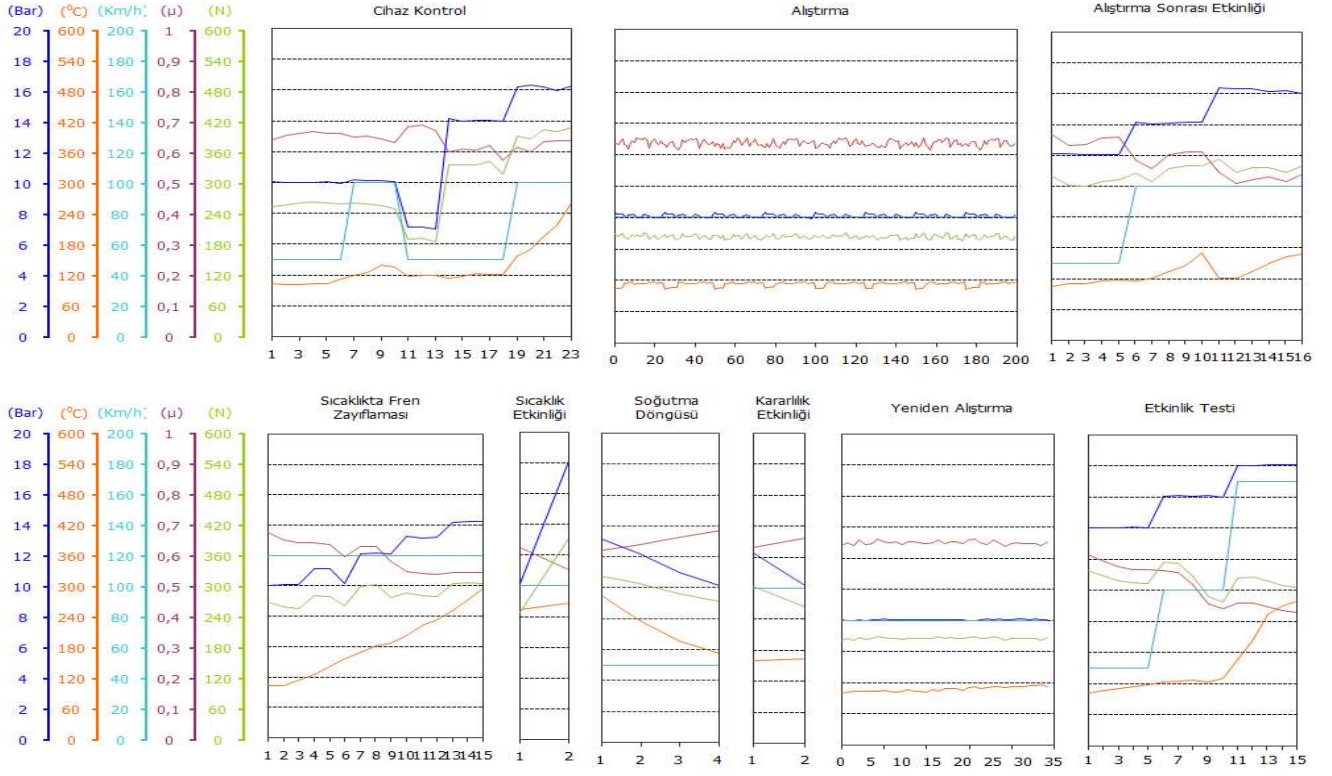 Cihaz Kontrol
Alıştırma
Alıştırma Sonrası Etkinliği
(Bar) (⁰C) (Km/h) (µ) (N)
20 600 200 1 600
18 540 180 0,9 540
16 480 160 0,8 480
14 420 140 0,7 420
12 360 120 0,6 360
10 300 100 0,5 300
8 240 80 0,4 240
6 180 60 0,3 180
4 120 40 0,2 120
2 60 20 0,1 60
0 0 0 0 0
1 3 5 7 9 11 13 15 17 19 21 23
0 20 40 60 80 100 120 140 160 180 200
1 2 3 4 5 6 7 8 9 10 11 12 13 14 15 16
Sıcaklıkta Fren
Zayıflaması
Sıcaklık
Etkinliği
Soğutma
Döngüsü
Kararlılık
Etkinliği
Yeniden Alıştırma
Etkinlik Testi
(Bar) (⁰C) (Km/h) (µ) (N)
20 600 200 1 600
18 540 180 0,9 540
16 480 160 0,8 480
14 420 140 0,7 420
12 360 120 0,6 360
10 300 100 0,5 300
8 240 80 0,4 240
6 180 60 0,3 180
4 120 40 0,2 120
2 60 20 0,1 60
0 0 0 0 0
1 2 3 4 5 6 7 8 9 10 11 12 13 14 15
1 2
1 2 3 4
1 2
0 5 10 15 20 25 30 35
1 3 5 7 9 11 13 15